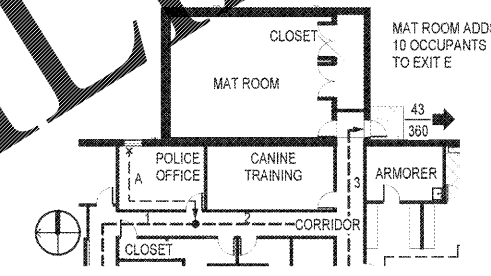 CLOSET
MAT ROOM
MAT ROOM ADDS
10 OCCUPANTS
TO EXIT E
43
360
POLICE
OFFICE
CANINE
TRAINING
ARMORER
A
3
1
2
CORRIDOR
CLOSET